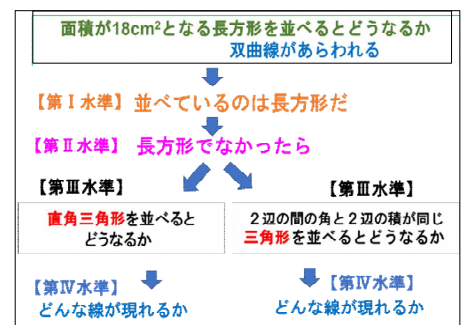 面積が18cm²となる長方形を並べるとどうなるか
双曲線があらわれる
【第Ⅰ水準】並べているのは長方形だ
【第Ⅱ水準】長方形でなかったら
【第Ⅲ水準】
直角三角形を並べると
どうなるか
【第Ⅳ水準】
どんな線が現れるか
【第Ⅲ水準】
２辺の間の角と２辺の積が同じ
三角形を並べるとどうなるか
【第Ⅳ水準】
どんな線が現れるか